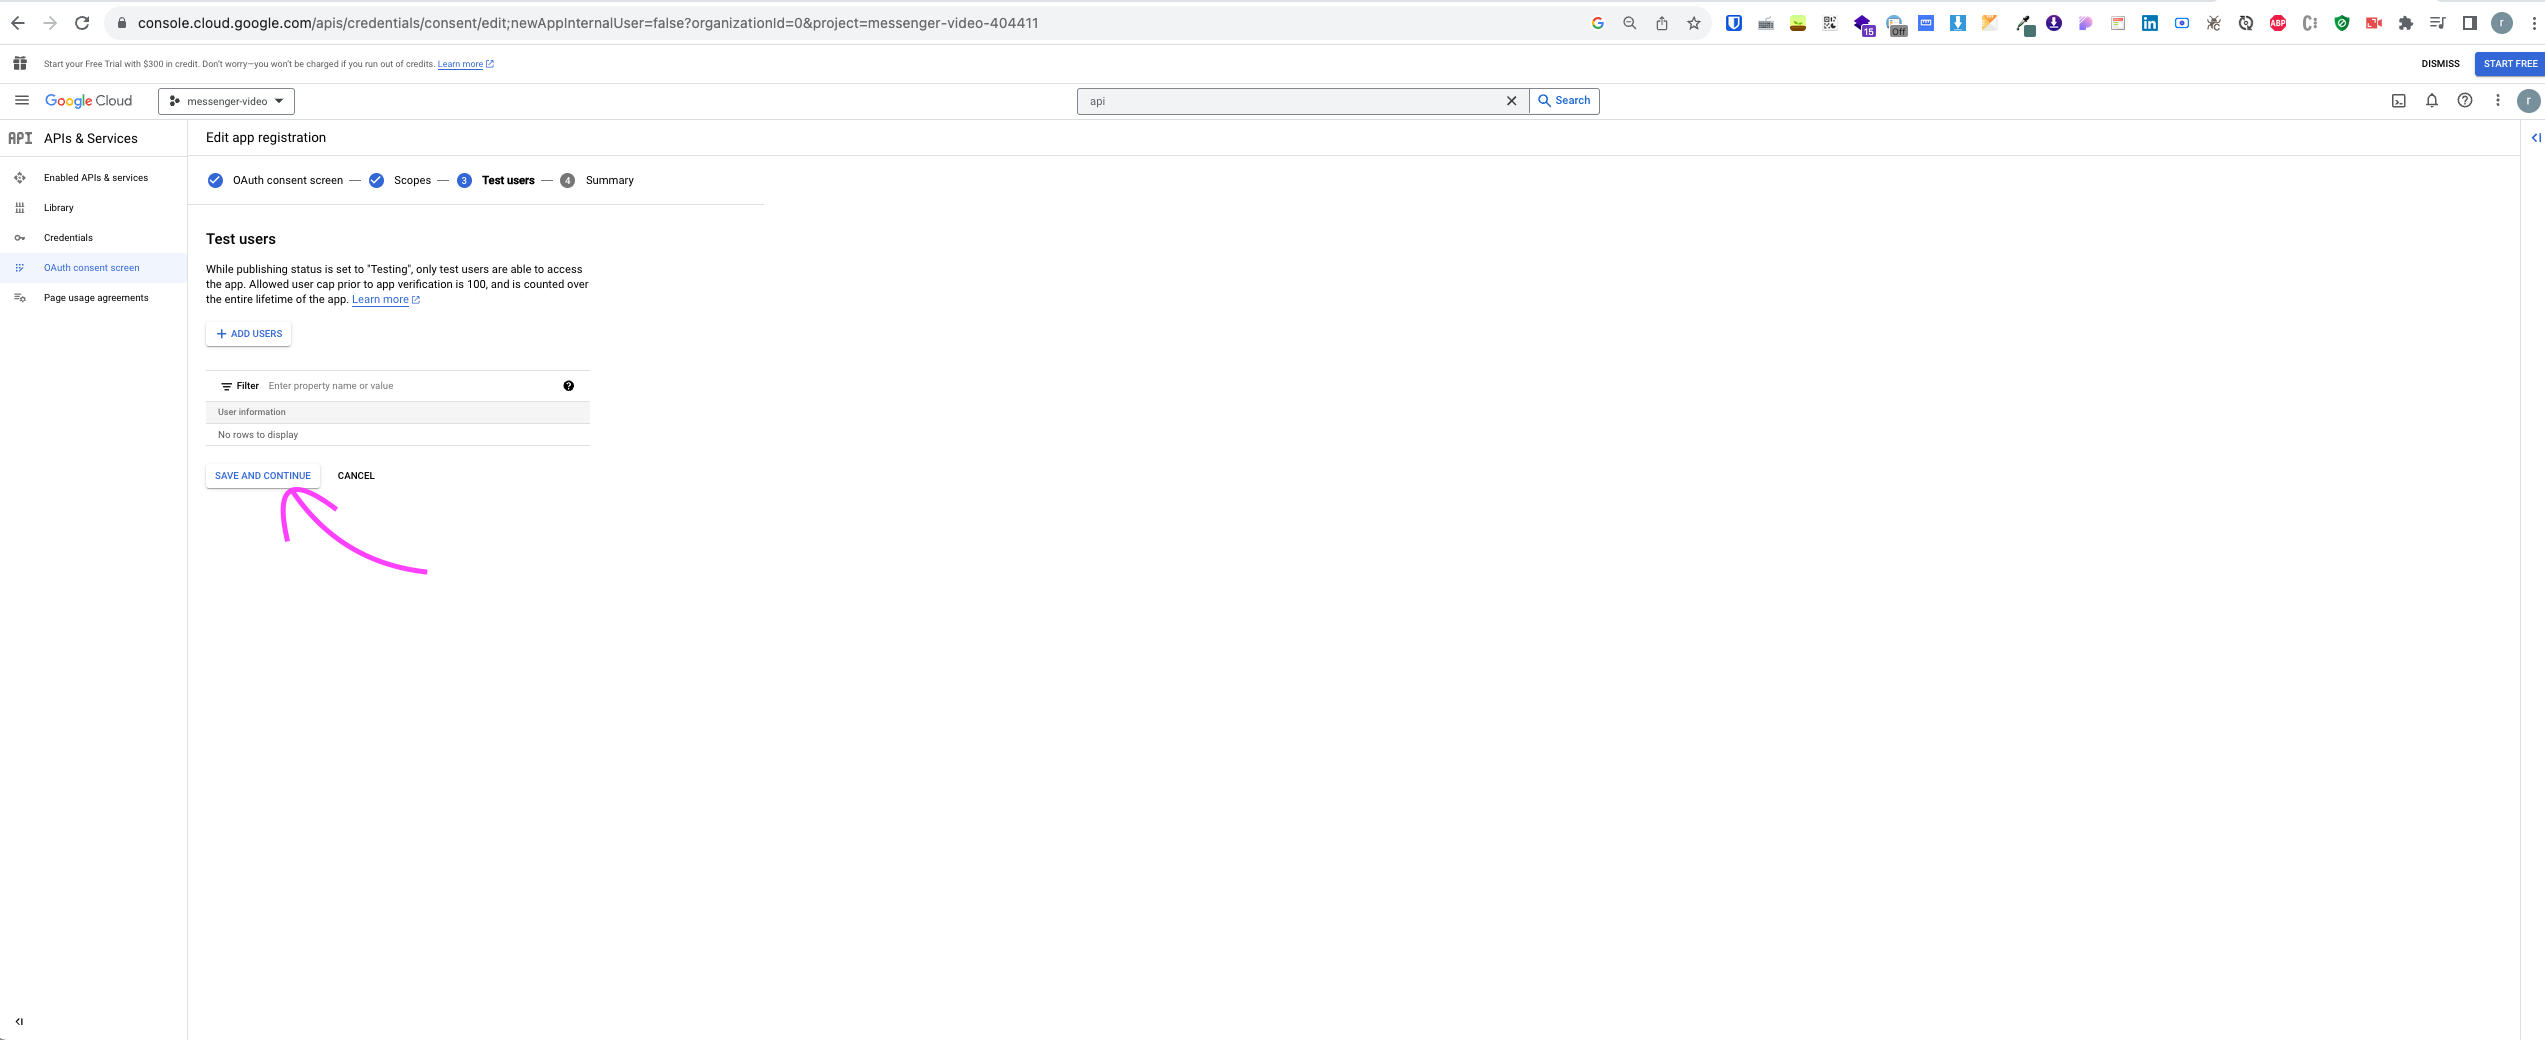 console.cloud.google.com/apis/credentials/consent/edit;newAppInternalUser=false?organizationId=0&project=messenger-video-404411
15
Off
ABP
r
Start your Free Trial with $300 in credit. Don't worry—you won't be charged if you run out of credits. Learn more
DISMISS
START FREE
Google Cloud
messenger-video
api
Search
r
API APIs & Services
Edit app registration
Enabled APIs & services
Library
Credentials
OAuth consent screen
Page usage agreements
OAuth consent screen — Scopes — 3 Test users — 4 Summary
Test users
While publishing status is set to "Testing", only test users are able to access
the app. Allowed user cap prior to app verification is 100, and is counted over
the entire lifetime of the app. Learn more
ADD USERS
Filter Enter property name or value
User information
No rows to display
SAVE AND CONTINUE
CANCEL